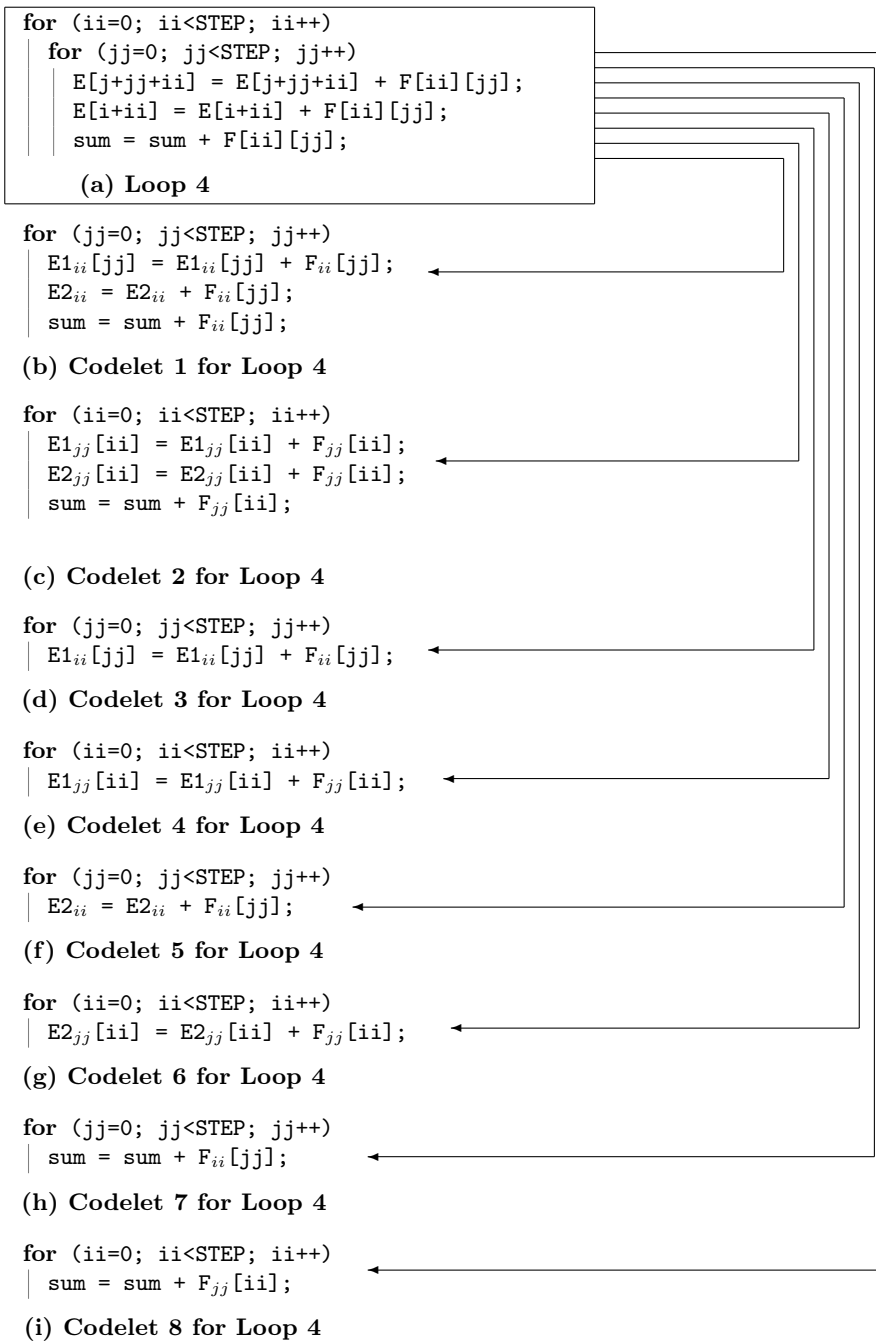 for (ii=0; ii<STEP; ii++)
for (jj=0; jj<STEP; jj++)
E[j+jj+ii] = E[j+jj+ii] + F[ii][jj];
E[i+ii] = E[i+ii] + F[ii][jj];
sum = sum + F[ii][jj];
(a) Loop 4
for (jj=0; jj<STEP; jj++)
E1ii[jj] = E1ii[jj] + Fii[jj];
E2ii = E2ii + Fii[jj];
sum = sum + Fii[jj];
(b) Codelet 1 for Loop 4
for (ii=0; ii<STEP; ii++)
E1jj[ii] = E1jj[ii] + Fjj[ii];
E2jj[ii] = E2jj[ii] + Fjj[ii];
sum = sum + Fjj[ii];
(c) Codelet 2 for Loop 4
for (jj=0; jj<STEP; jj++)
E1ii[jj] = E1ii[jj] + Fii[jj];
(d) Codelet 3 for Loop 4
for (ii=0; ii<STEP; ii++)
E1jj[ii] = E1jj[ii] + Fjj[ii];
(e) Codelet 4 for Loop 4
for (jj=0; jj<STEP; jj++)
E2ii = E2ii + Fii[jj];
(f) Codelet 5 for Loop 4
for (ii=0; ii<STEP; ii++)
E2jj[ii] = E2jj[ii] + Fjj[ii];
(g) Codelet 6 for Loop 4
for (jj=0; jj<STEP; jj++)
sum = sum + Fii[jj];
(h) Codelet 7 for Loop 4
for (ii=0; ii<STEP; ii++)
sum = sum + Fjj[ii];
(i) Codelet 8 for Loop 4